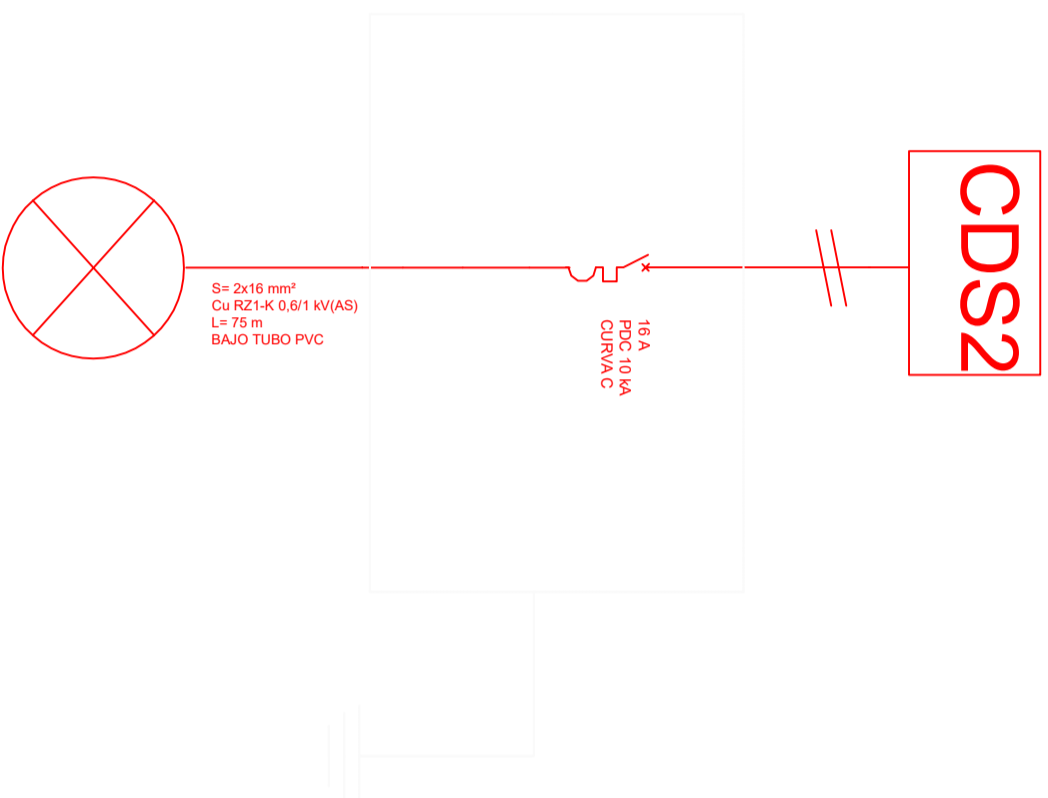 S= 2x16 mm²
Cu RZ1-K 0,6/1 kV(AS)
L= 75 m
BAJO TUBO PVC
16 A
PDC 10 kA
CURVA C
CDS2